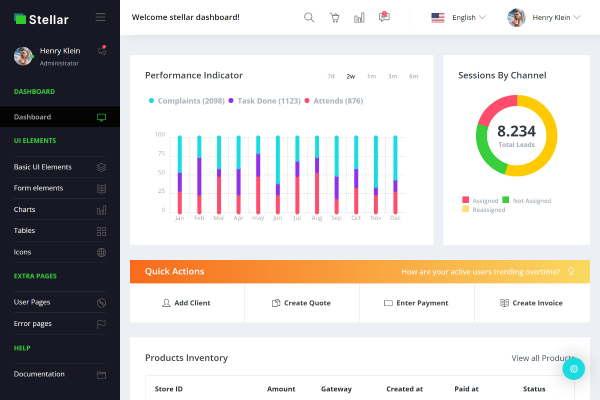 Stellar
Henry Klein
Administrator
DASHBOARD
Dashboard
UI ELEMENTS
Basic UI Elements
Form elements
Charts
Tables
Icons
EXTRA PAGES
User Pages
Error pages
HELP
Documentation
Welcome stellar dashboard!
English
Henry Klein
Performance Indicator
7d 2w 1m 3m 6m
Complaints (2098) Task Done (1123) Attends (876)
100
75
50
25
0
Jan Feb Mar Apr may Jun Jul Aug Sep Oct Nov Dec
Sessions By Channel
8.234
Total Leads
Assigned Not Assigned
Reassigned
Quick Actions How are your active users trending overtime?
Add Client Create Quote Enter Payment Create Invoice
Products Inventory View all Products
Store ID Amount Gateway Created at Paid at Status